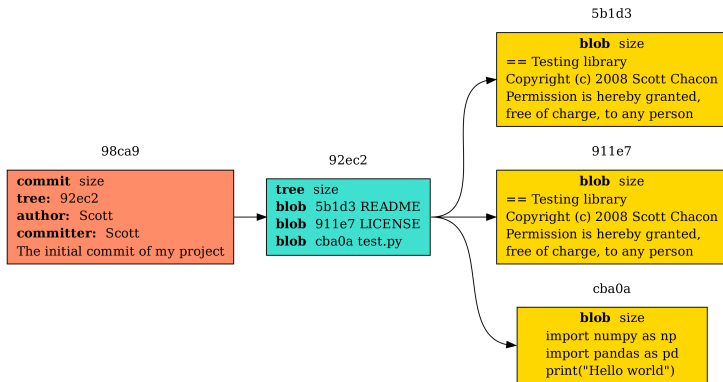 98ca9
commit size
tree: 92ec2
author: Scott
committer: Scott
The initial commit of my project
92ec2
tree size
blob 5b1d3 README
blob 911e7 LICENSE
blob cba0a test.py
5b1d3
blob size
== Testing library
Copyright (c) 2008 Scott Chacon
Permission is hereby granted,
free of charge, to any person
911e7
blob size
== Testing library
Copyright (c) 2008 Scott Chacon
Permission is hereby granted,
free of charge, to any person
cba0a
blob size
import numpy as np
import pandas as pd
print("Hello world")